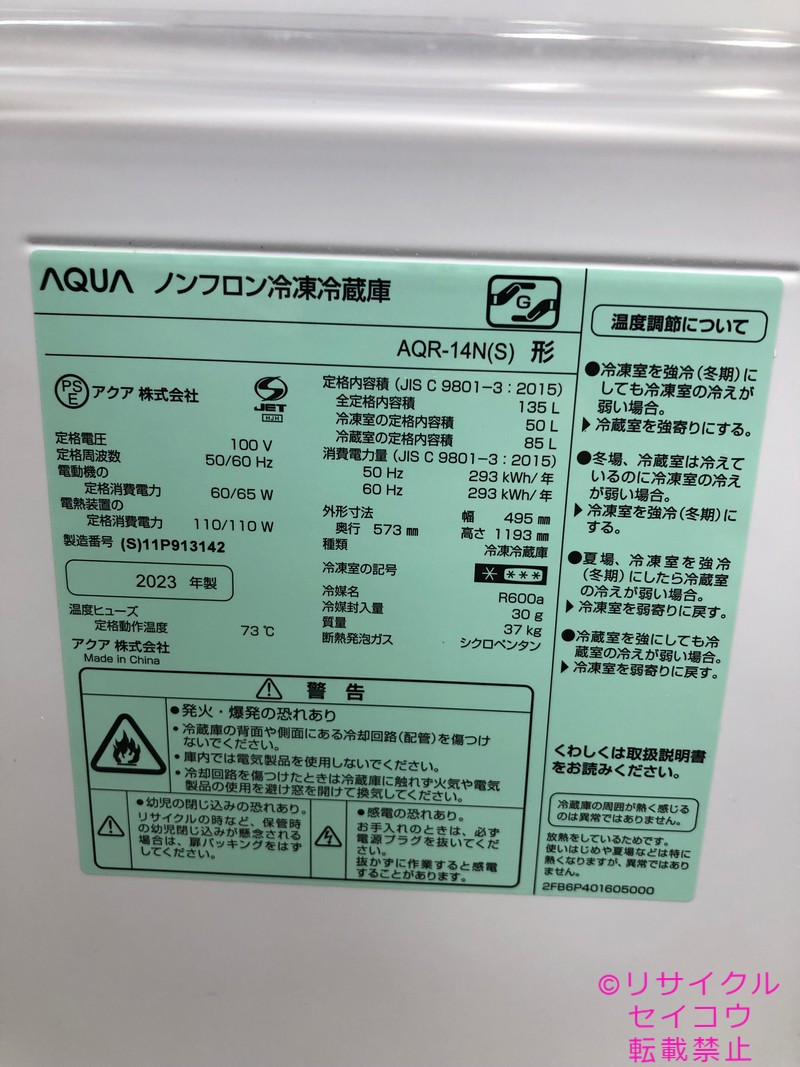 AQUA ノンフロン冷凍冷蔵庫
G
AQR-14N(S) 形
PS
E
アクア 株式会社
JET
HJH
定格電圧 100 V
定格周波数 50/60 Hz
電動機の
定格消費電力 60/65 W
電熱装置の
定格消費電力 110/110 W
製造番号 (S)11P913142
2023 年製
温度ヒューズ
定格動作温度 73 ℃
アクア 株式会社
Made in China
定格内容積 (JIS C 9801-3:2015)
全定格内容積 135 L
冷凍室の定格内容積 50 L
冷蔵室の定格内容積 85 L
消費電力量 (JIS C 9801-3:2015)
50 Hz 293 kWh/年
60 Hz 293 kWh/年
外形寸法 幅 495 mm
奥行 573 mm 高さ 1193 mm
種類 冷凍冷蔵庫
冷凍室の記号 * ***
冷媒名 R600a
冷媒封入量 30 g
質量 37 kg
断熱発泡ガス シクロペンタン
警 告
●発火・爆発の恐れあり
・冷蔵庫の背面や側面にある冷却回路(配管)を傷つけ
ないでください。
・庫内では電気製品を使用しないでください。
・冷却回路を傷つけたときは冷蔵庫に触れず火気や電気
製品の使用を避け窓を開けて換気してください。
●幼児の閉じ込みの恐れあり。
リサイクルの時など、保管時
の幼児閉じ込みが懸念される
場合は、扉パッキングをはず
してください。
●感電の恐れあり。
お手入れのときは、必ず
電源プラグを抜いてくだ
さい。
抜かずに作業すると感電
することがあります。
温度調節について
●冷凍室を強冷(冬期)に
しても冷凍室の冷えが
弱い場合。
▶冷蔵室を強寄りにする。
●冬場、冷蔵室は冷えて
いるのに冷凍室の冷え
が弱い場合。
▶冷凍室を強冷(冬期)に
する。
●夏場、冷凍室を強冷
(冬期)にしたら冷蔵室
の冷えが弱い場合。
▶冷凍室を弱寄りに戻す。
●冷蔵室を強にしても冷
蔵室の冷えが弱い場合。
▶冷凍室を弱寄りに戻す。
くわしくは取扱説明書
をお読みください。
冷蔵庫の周囲が熱く感じる
のは異常ではありません。
放熱をしているためです。
使いはじめや夏場などは特に
熱くなりますが、異常ではあり
ません。
2FB6P401605000
©リサイクル
セイコウ
転載禁止